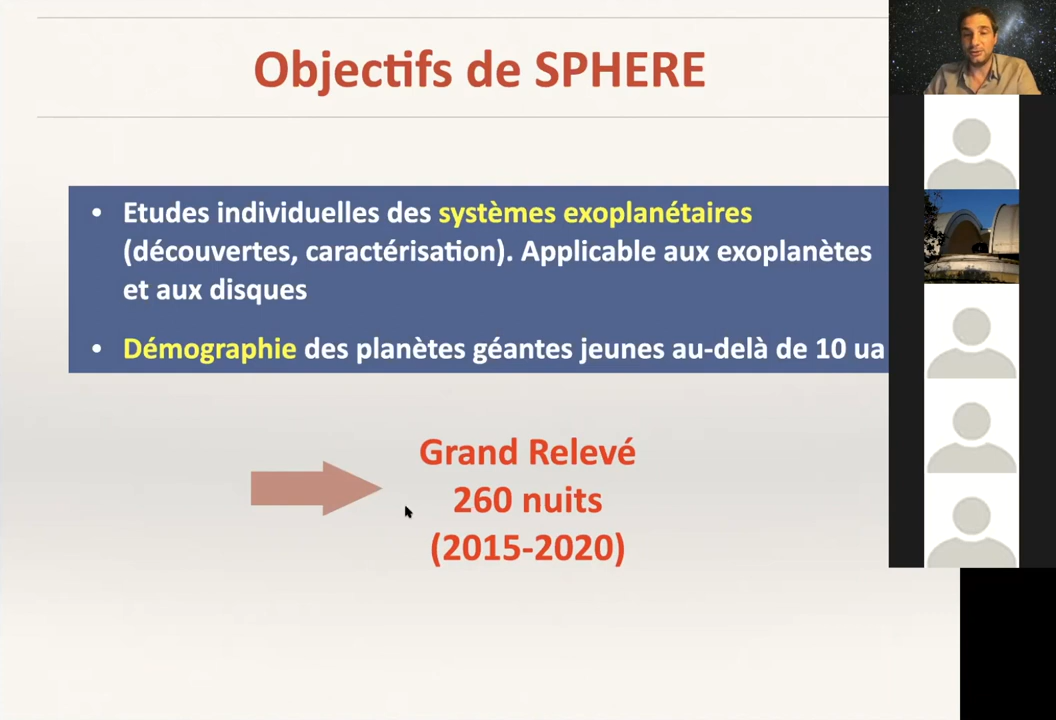 Objectifs de SPHERE
• Etudes individuelles des systèmes exoplanétaires
(découvertes, caractérisation). Applicable aux exoplanètes
et aux disques
• Démographie des planètes géantes jeunes au-delà de 10 ua
Grand Relevé
260 nuits
(2015-2020)